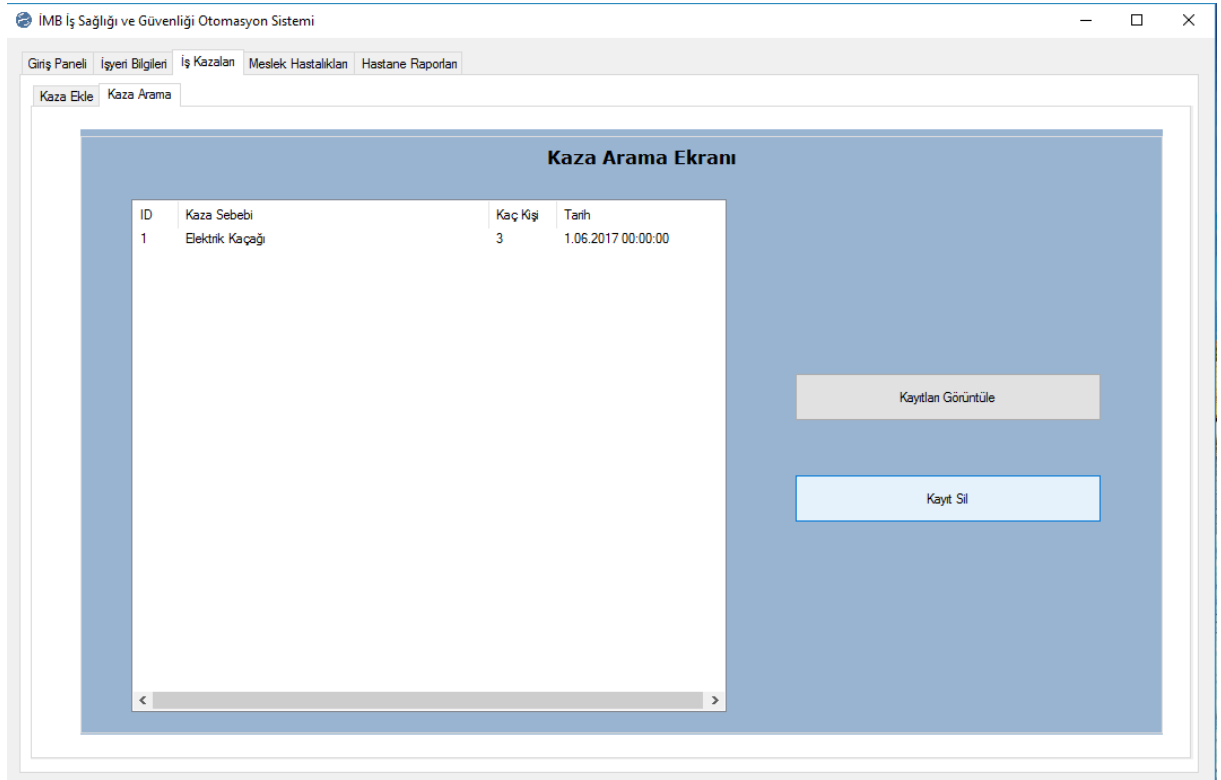 İMB İş Sağlığı ve Güvenliği Otomasyon Sistemi
Giriş Paneli İşyeri Bilgileri İş Kazaları Meslek Hastalıkları Hastane Raporları
Kaza Ekle Kaza Arama
Kaza Arama Ekranı
ID Kaza Sebebi Kaç Kişi Tarih
1 Elektrik Kaçağı 3 1.06.2017 00:00:00
Kayıtları Görüntüle
Kayıt Sil